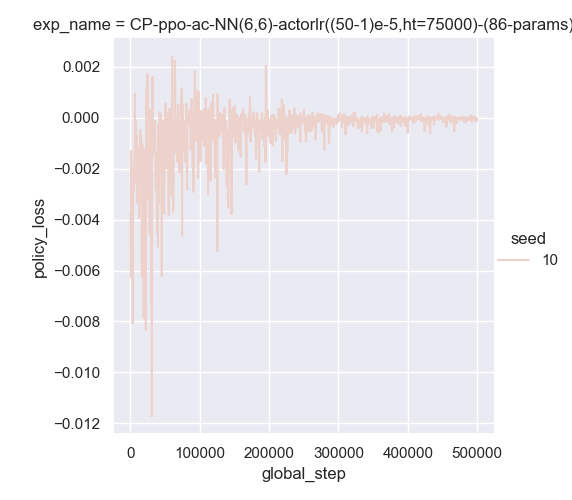 exp_name = CP-ppo-ac-NN(6,6)-actorlr((50-1)e-5,ht=75000)-(86-params)
0.002
0.000
−0.002
−0.004
−0.006
−0.008
−0.010
−0.012
policy_loss
seed
10
0 100000 200000 300000 400000 500000
global_step